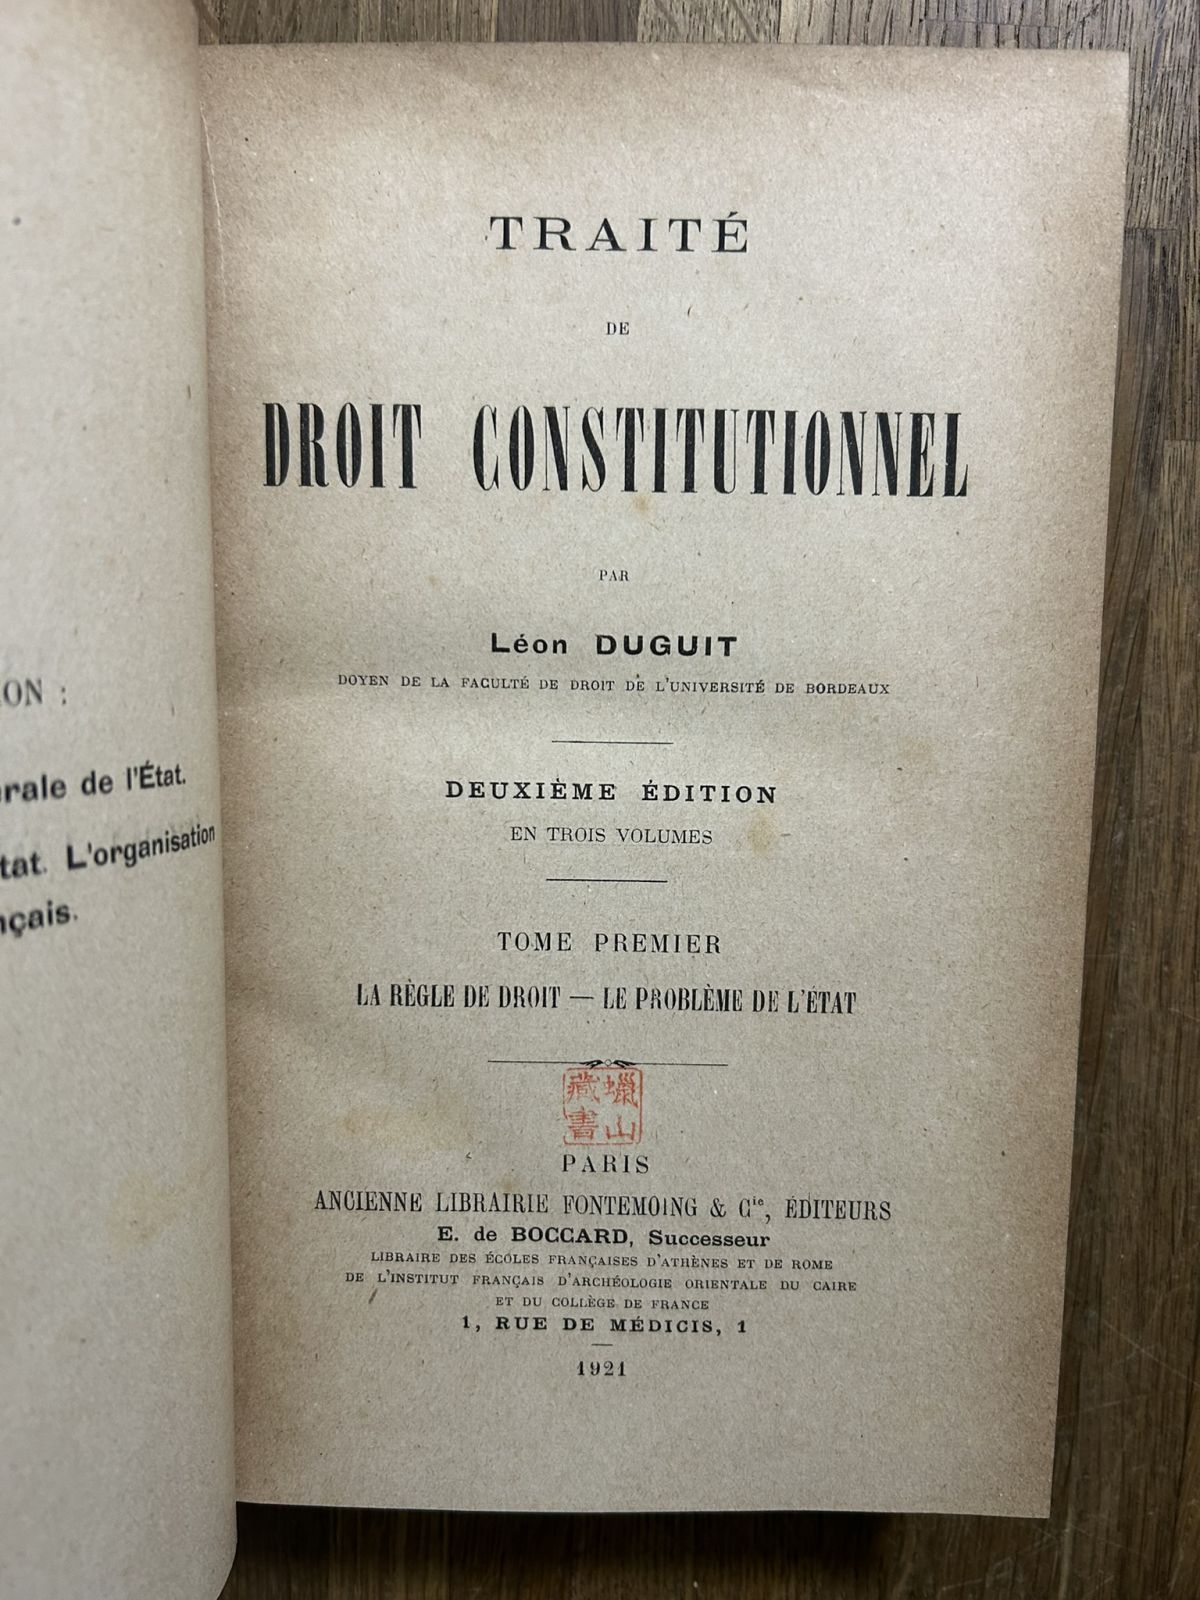 ON :
rale de l'État.
tat. L'organisation
nçais.
TRAITÉ
DE
DROIT CONSTITUTIONNEL
PAR
Léon DUGUIT
DOYEN DE LA FACULTÉ DE DROIT DE L'UNIVERSITÉ DE BORDEAUX
DEUXIÈME ÉDITION
EN TROIS VOLUMES
TOME PREMIER
LA RÈGLE DE DROIT — LE PROBLÈME DE L'ÉTAT
蠟山
藏書
PARIS
ANCIENNE LIBRAIRIE FONTEMOING & Cie, ÉDITEURS
E. de BOCCARD, Successeur
LIBRAIRE DES ÉCOLES FRANÇAISES D'ATHÈNES ET DE ROME
DE L'INSTITUT FRANÇAIS D'ARCHÉOLOGIE ORIENTALE DU CAIRE
ET DU COLLÈGE DE FRANCE
1, RUE DE MÉDICIS, 1
1921